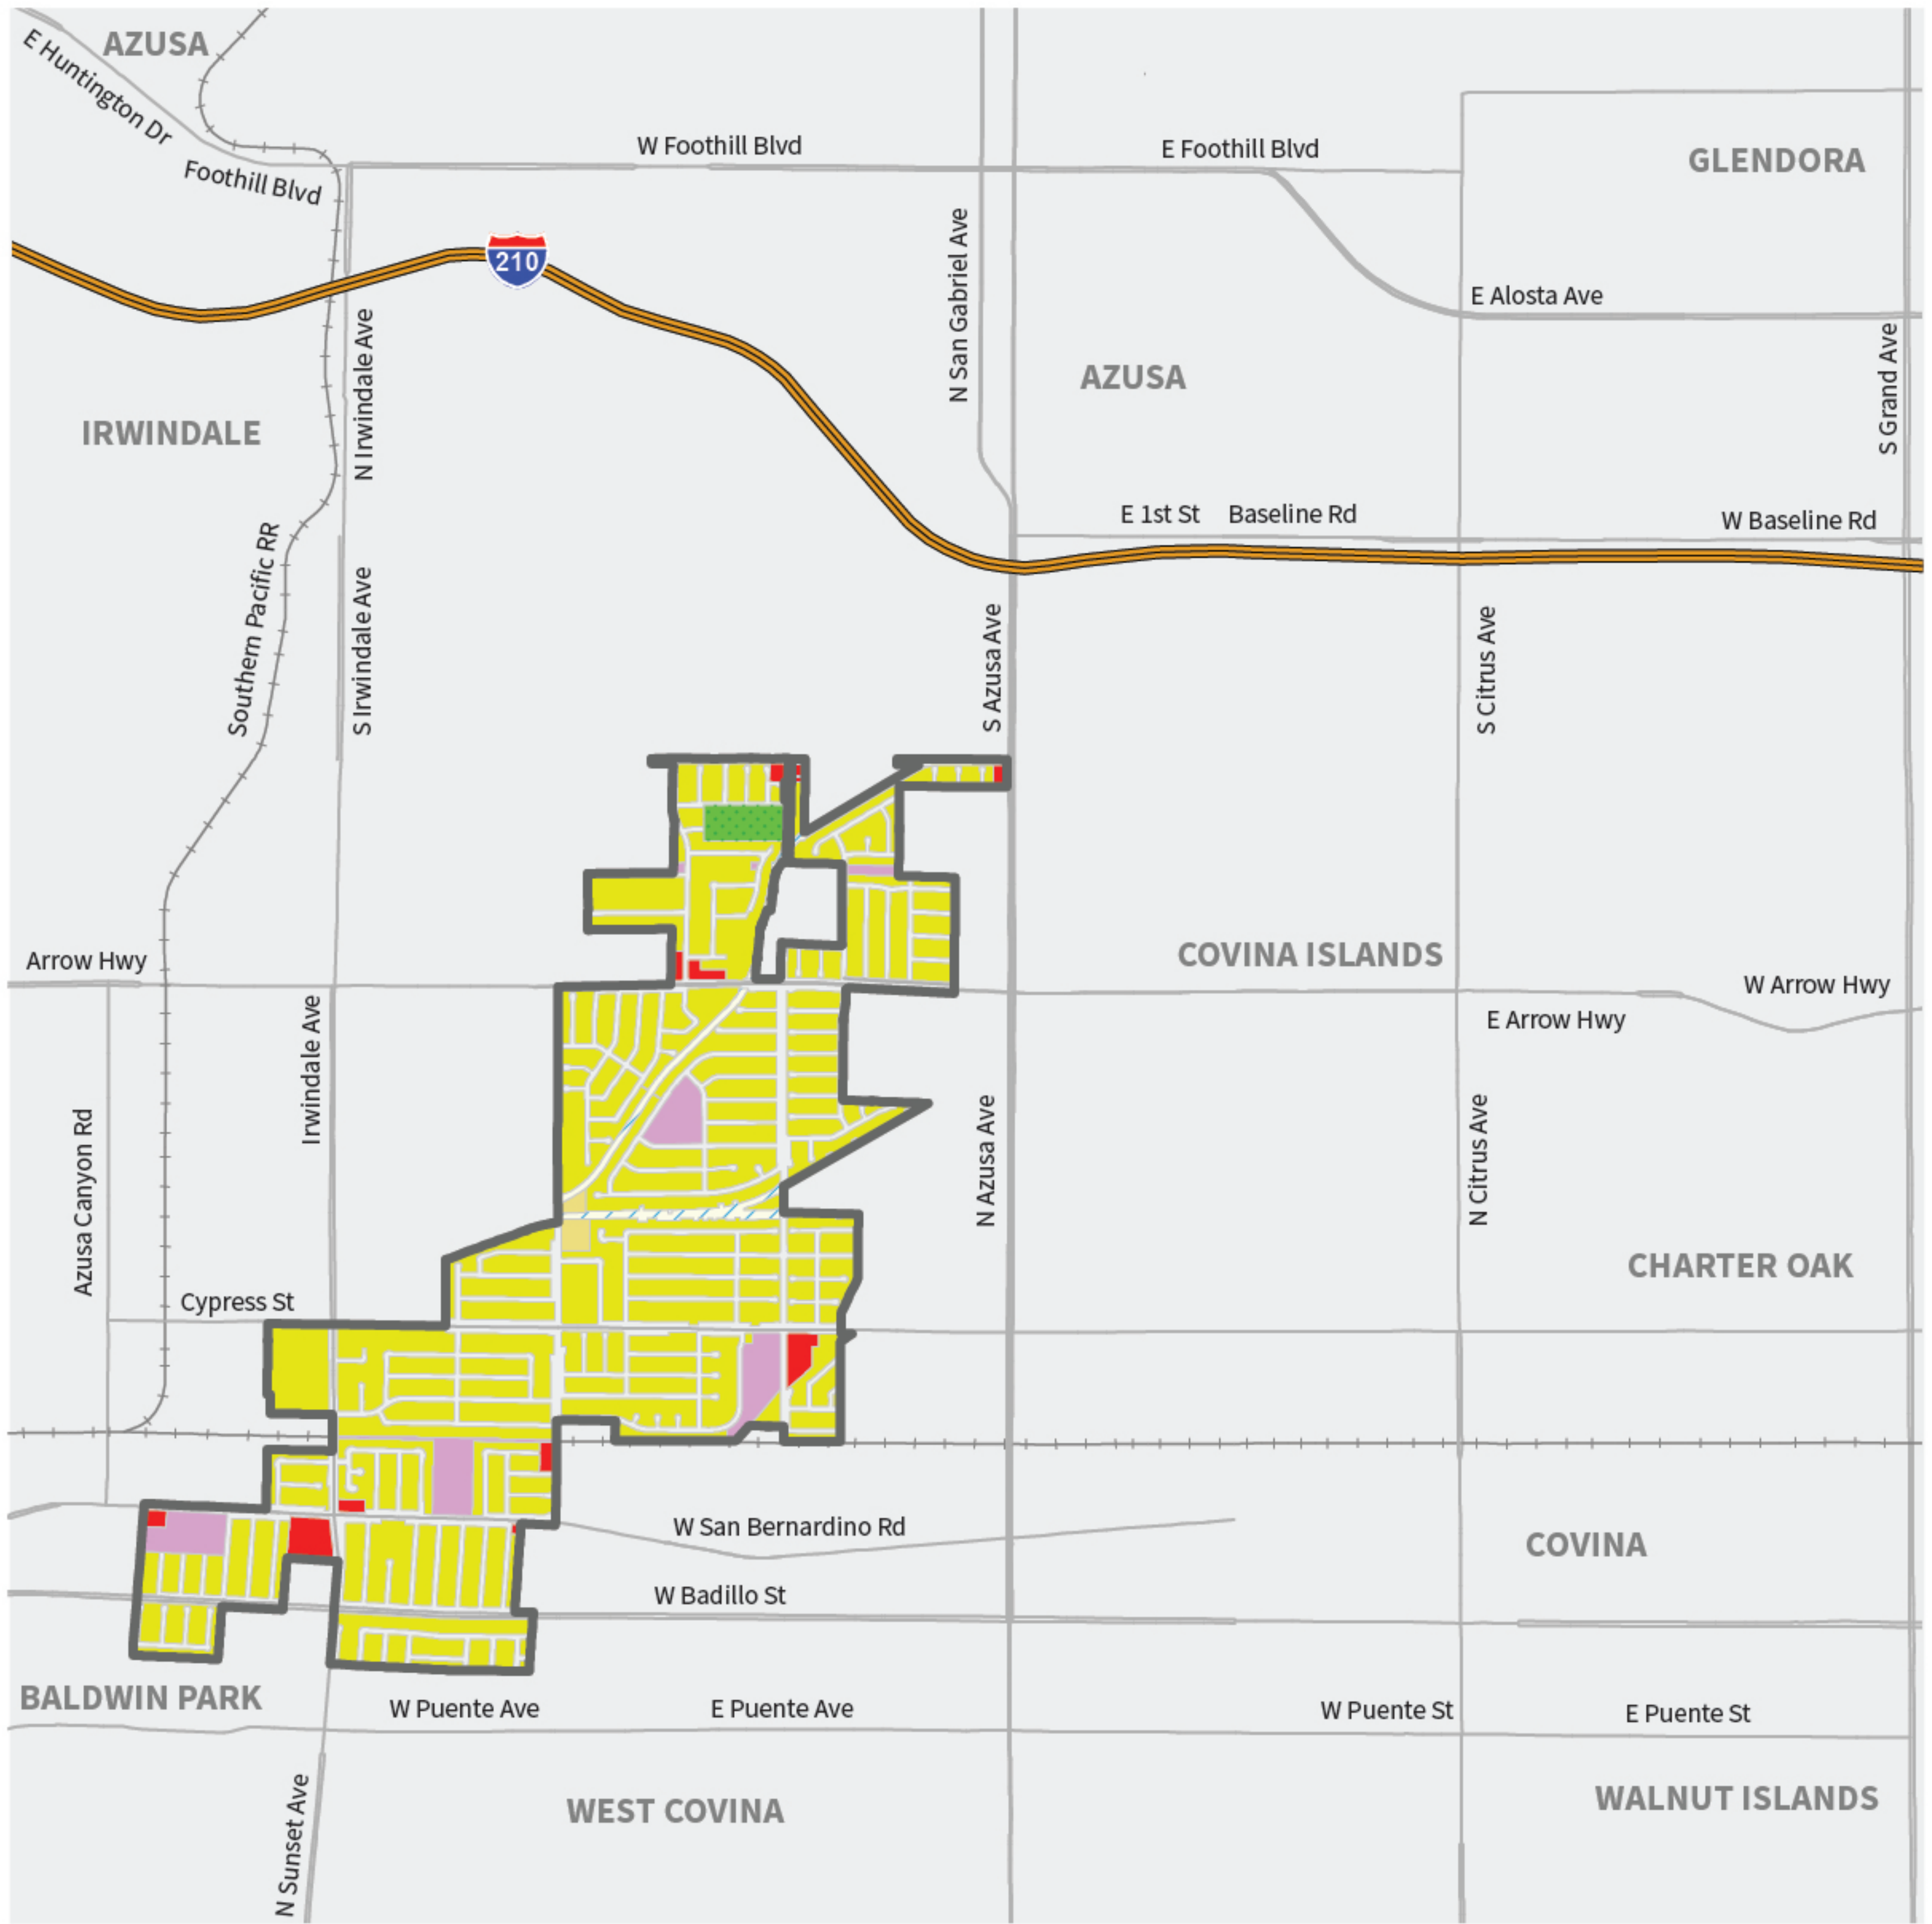 AZUSA
E Huntington Dr
Foothill Blvd
W Foothill Blvd
E Foothill Blvd
GLENDORA
210
N San Gabriel Ave
E Alosta Ave
S Grand Ave
AZUSA
N Irwindale Ave
IRWINDALE
E 1st St
Baseline Rd
W Baseline Rd
Southern Pacific RR
S Irwindale Ave
S Azusa Ave
S Citrus Ave
Arrow Hwy
COVINA ISLANDS
W Arrow Hwy
E Arrow Hwy
Irwindale Ave
Azusa Canyon Rd
N Azusa Ave
N Citrus Ave
CHARTER OAK
Cypress St
W San Bernardino Rd
COVINA
W Badillo St
BALDWIN PARK
W Puente Ave
E Puente Ave
W Puente St
E Puente St
N Sunset Ave
WEST COVINA
WALNUT ISLANDS